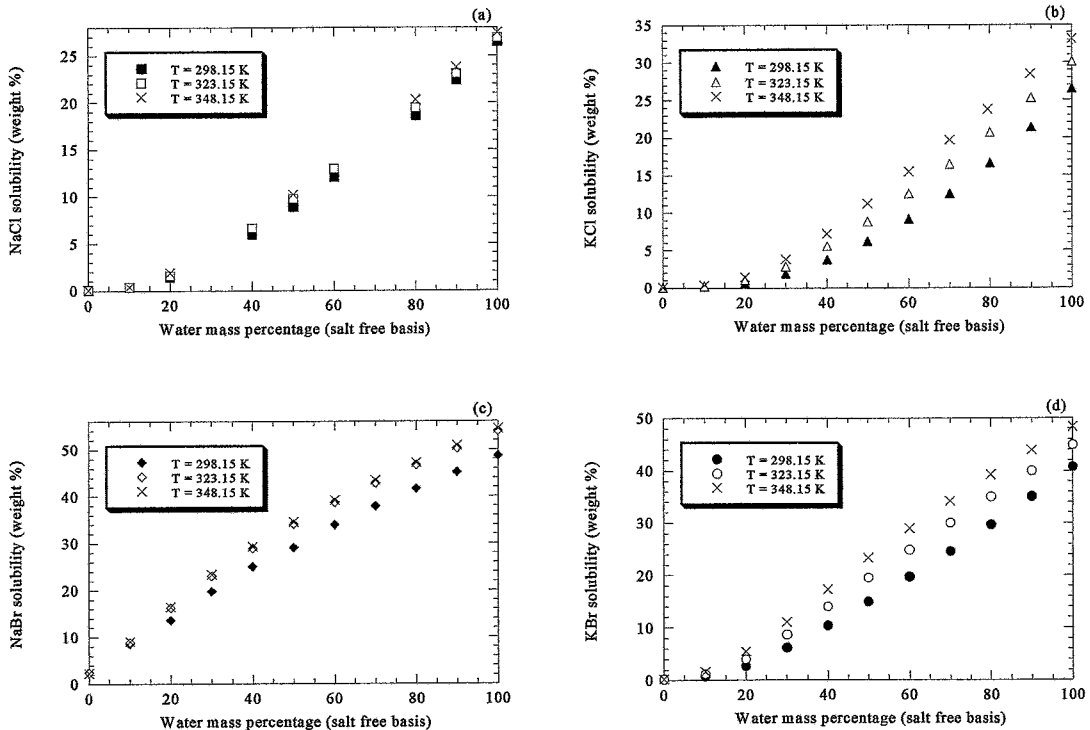 (a)
NaCl solubility (weight %)
25
20
15
10
5
0
T = 298.15 K
T = 323.15 K
T = 348.15 K
0 20 40 60 80 100
Water mass percentage (salt free basis)
(b)
KCl solubility (weight %)
35
30
25
20
15
10
5
0
T = 298.15 K
T = 323.15 K
T = 348.15 K
0 20 40 60 80 100
Water mass percentage (salt free basis)
(c)
NaBr solubility (weight %)
50
40
30
20
10
0
T = 298.15 K
T = 323.15 K
T = 348.15 K
0 20 40 60 80 100
Water mass percentage (salt free basis)
(d)
KBr solubility (weight %)
50
40
30
20
10
0
T = 298.15 K
T = 323.15 K
T = 348.15 K
0 20 40 60 80 100
Water mass percentage (salt free basis)